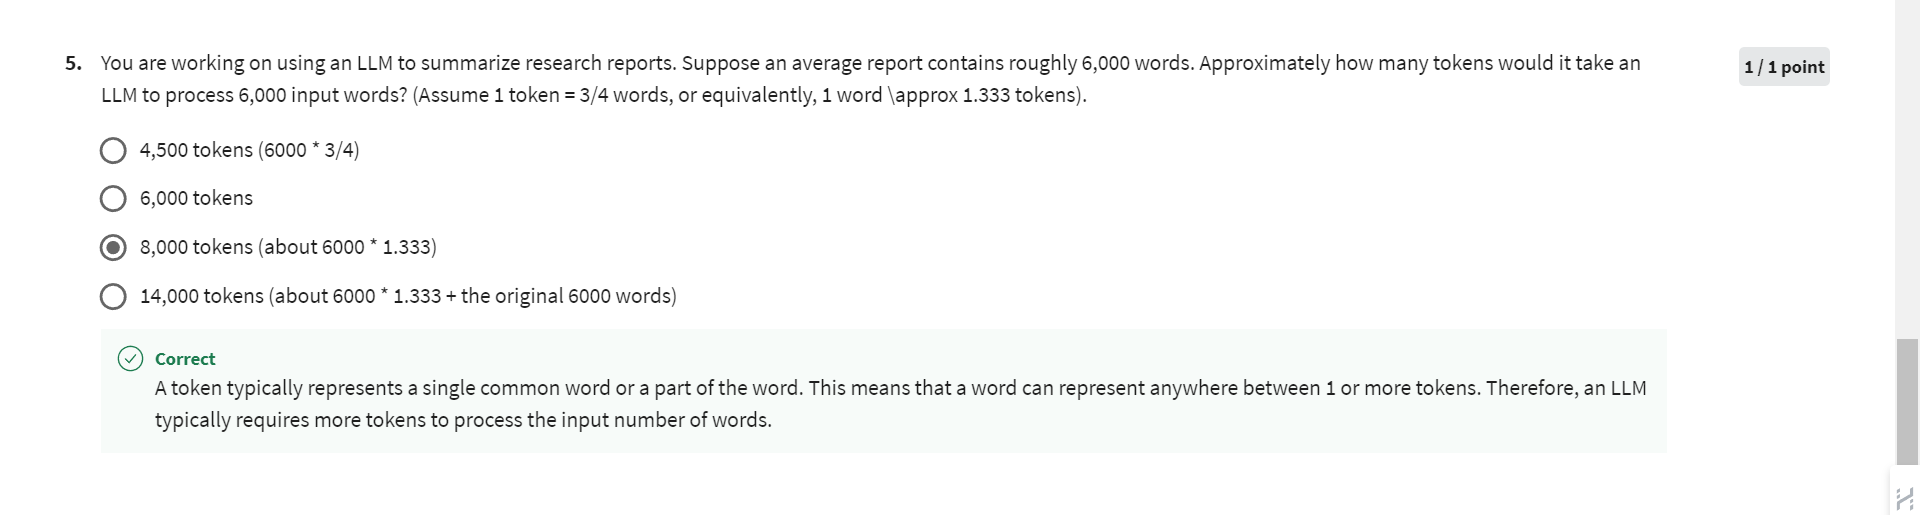 5. You are working on using an LLM to summarize research reports. Suppose an average report contains roughly 6,000 words. Approximately how many tokens would it take an
LLM to process 6,000 input words? (Assume 1 token = 3/4 words, or equivalently, 1 word \approx 1.333 tokens).
1 / 1 point
4,500 tokens (6000 * 3/4)
6,000 tokens
8,000 tokens (about 6000 * 1.333)
14,000 tokens (about 6000 * 1.333 + the original 6000 words)
Correct
A token typically represents a single common word or a part of the word. This means that a word can represent anywhere between 1 or more tokens. Therefore, an LLM
typically requires more tokens to process the input number of words.